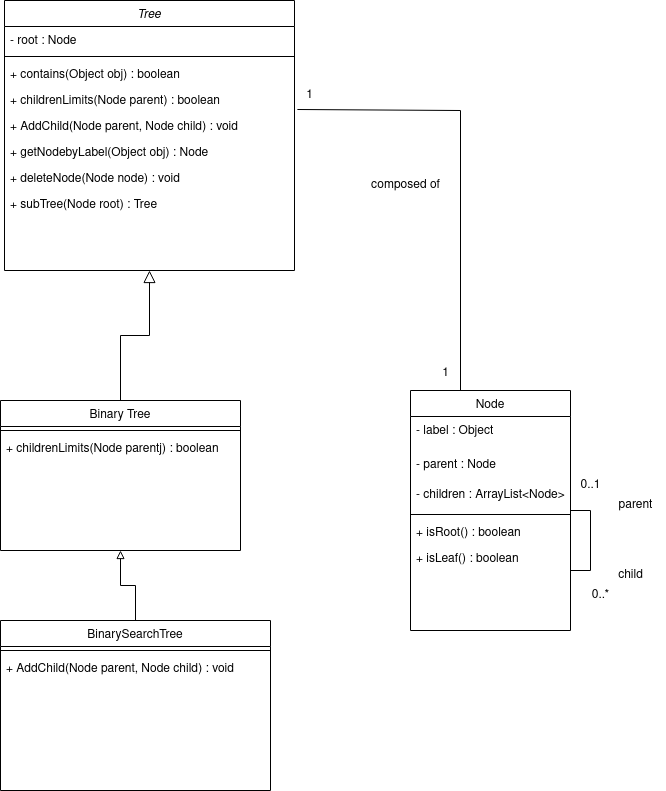 Tree
- root : Node
+ contains(Object obj) : boolean
+ childrenLimits(Node parent) : boolean
+ AddChild(Node parent, Node child) : void
+ getNodebyLabel(Object obj) : Node
+ deleteNode(Node node) : void
+ subTree(Node root) : Tree
1
composed of
1
Binary Tree
+ childrenLimits(Node parentj) : boolean
Node
- label : Object
- parent : Node
- children : ArrayList<Node>
+ isRoot() : boolean
+ isLeaf() : boolean
0..1
parent
child
0..*
BinarySearchTree
+ AddChild(Node parent, Node child) : void